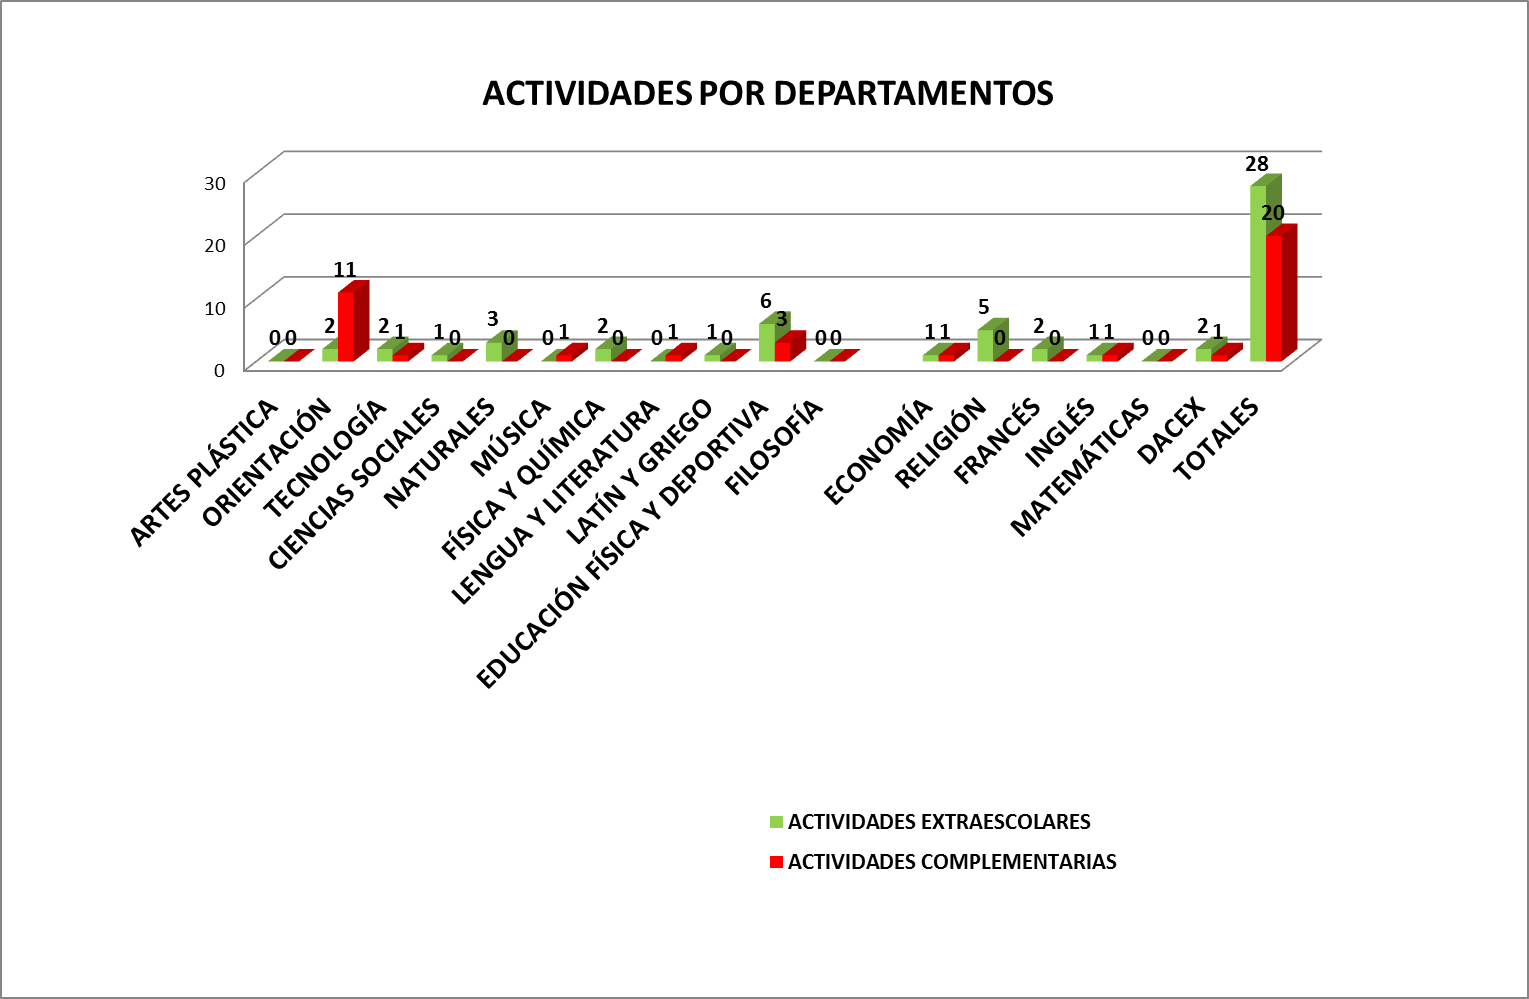 ACTIVIDADES POR DEPARTAMENTOS
30
20
10
0
0 0
2 11
2 1
1 0
3 0
0 1
2 0
0 1
1 0
6 3
0 0
1 1
5 0
2 0
1 1
0 0
2 1
28 20
ARTES PLÁSTICA
ORIENTACIÓN
TECNOLOGÍA
CIENCIAS SOCIALES
NATURALES
MÚSICA
FÍSICA Y QUÍMICA
LENGUA Y LITERATURA
LATÍN Y GRIEGO
EDUCACIÓN FÍSICA Y DEPORTIVA
FILOSOFÍA
ECONOMÍA
RELIGIÓN
FRANCÉS
INGLÉS
MATEMÁTICAS
DACEX
TOTALES
ACTIVIDADES EXTRAESCOLARES
ACTIVIDADES COMPLEMENTARIAS